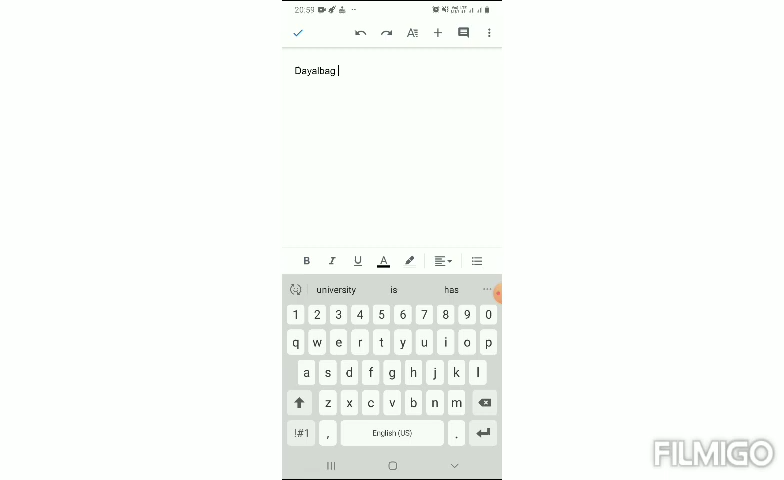 20:59
Dayalbag
B I U A
university is has
1 2 3 4 5 6 7 8 9 0
q w e r t y u i o p
a s d f g h j k l
z x c v b n m
!#1 , English (US) .
FILMIGO